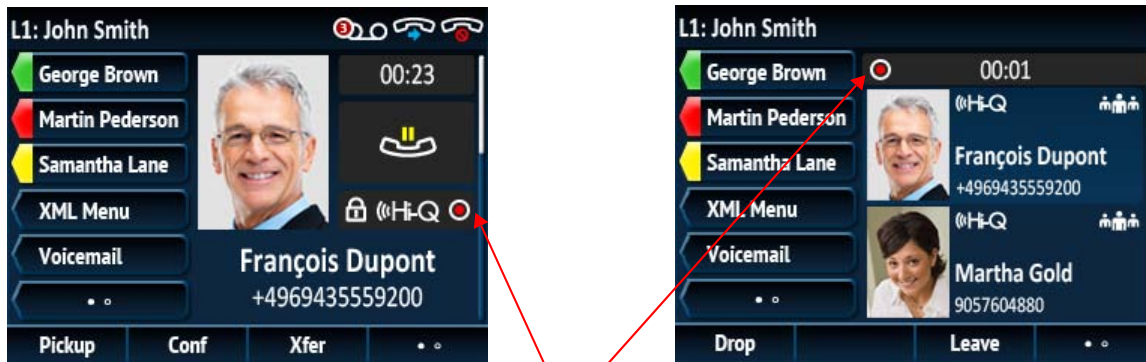 L1: John Smith
3
George Brown
00:23
Martin Pederson
Samantha Lane
XML Menu
Hi-Q
Voicemail
François Dupont
+4969435559200
Pickup Conf Xfer
L1: John Smith
George Brown
00:01
Martin Pederson
Hi-Q
François Dupont
Samantha Lane
+4969435559200
XML Menu
Hi-Q
Voicemail
Martha Gold
9057604880
Drop Leave